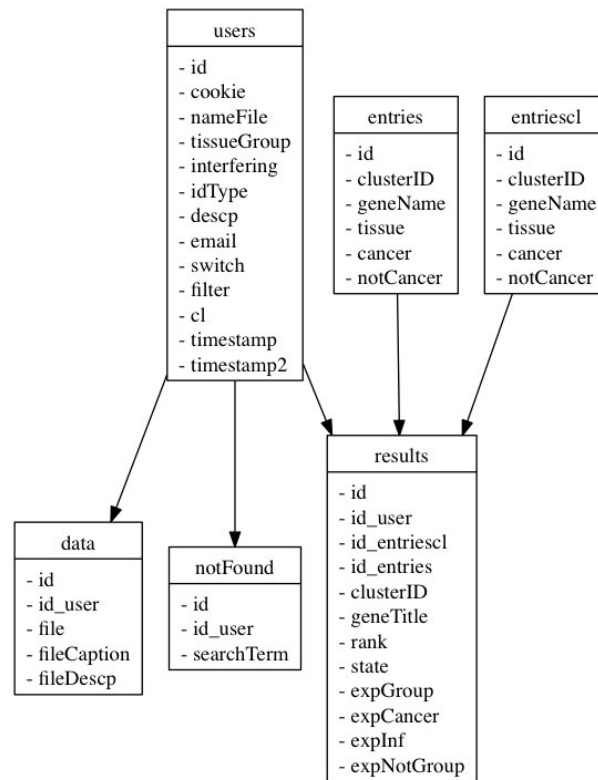 users
- id
- cookie
- nameFile
- tissueGroup
- interfering
- idType
- descp
- email
- switch
- filter
- cl
- timestamp
- timestamp2
entries
- id
- clusterID
- geneName
- tissue
- cancer
- notCancer
entriescl
- id
- clusterID
- geneName
- tissue
- cancer
- notCancer
data
- id
- id_user
- file
- fileCaption
- fileDescp
notFound
- id
- id_user
- searchTerm
results
- id
- id_user
- id_entriescl
- id_entries
- clusterID
- geneTitle
- rank
- state
- expGroup
- expCancer
- expInf
- expNotGroup